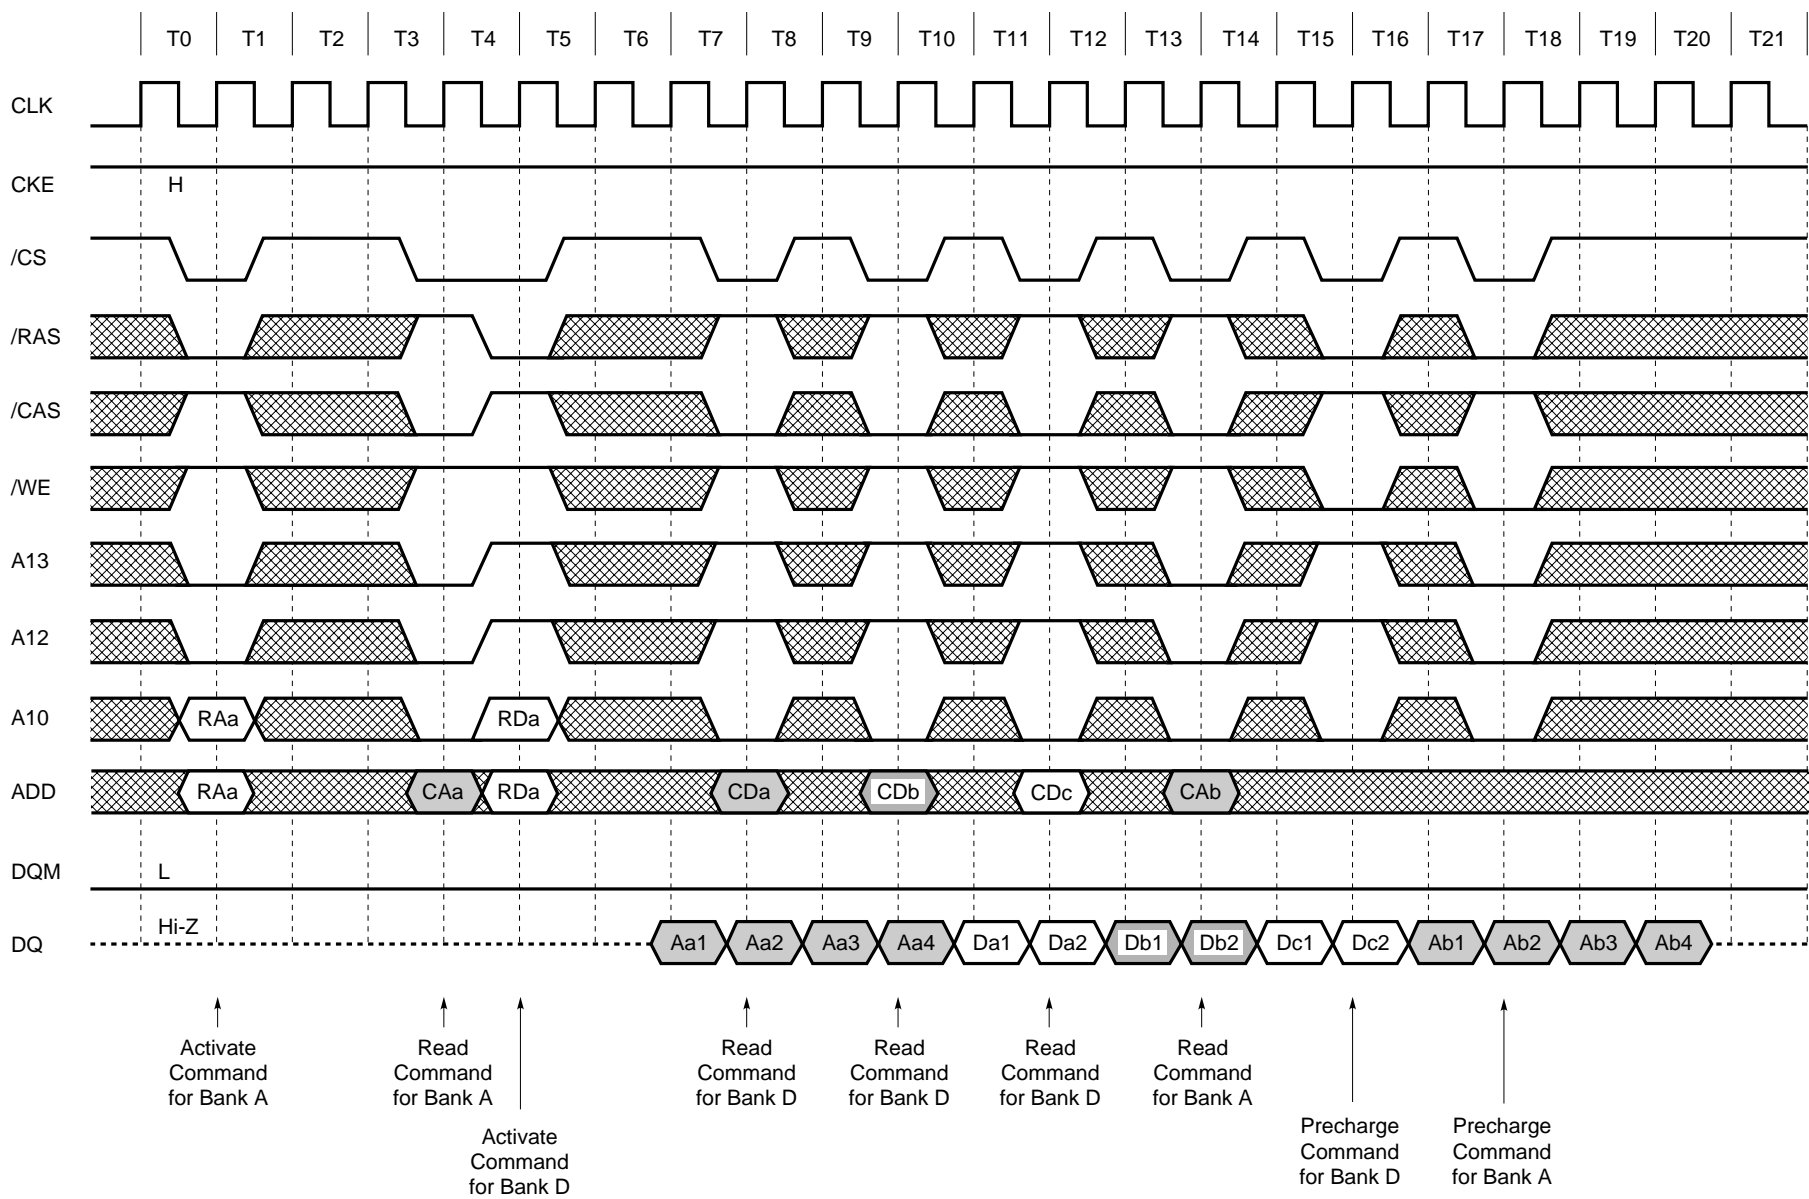 T0 T1 T2 T3 T4 T5 T6 T7 T8 T9 T10 T11 T12 T13 T14 T15 T16 T17 T18 T19 T20 T21
CLK
CKE H
/CS
/RAS
/CAS
/WE
A13
A12
A10 RAa RDa
ADD RAa CAa RDa CDa CDb CDc CAb
DQM L
DQ Hi-Z Aa1 Aa2 Aa3 Aa4 Da1 Da2 Db1 Db2 Dc1 Dc2 Ab1 Ab2 Ab3 Ab4
Activate
Command
for Bank A
Read
Command
for Bank A
Activate
Command
for Bank D
Read
Command
for Bank D
Read
Command
for Bank D
Read
Command
for Bank D
Read
Command
for Bank A
Precharge
Command
for Bank D
Precharge
Command
for Bank A